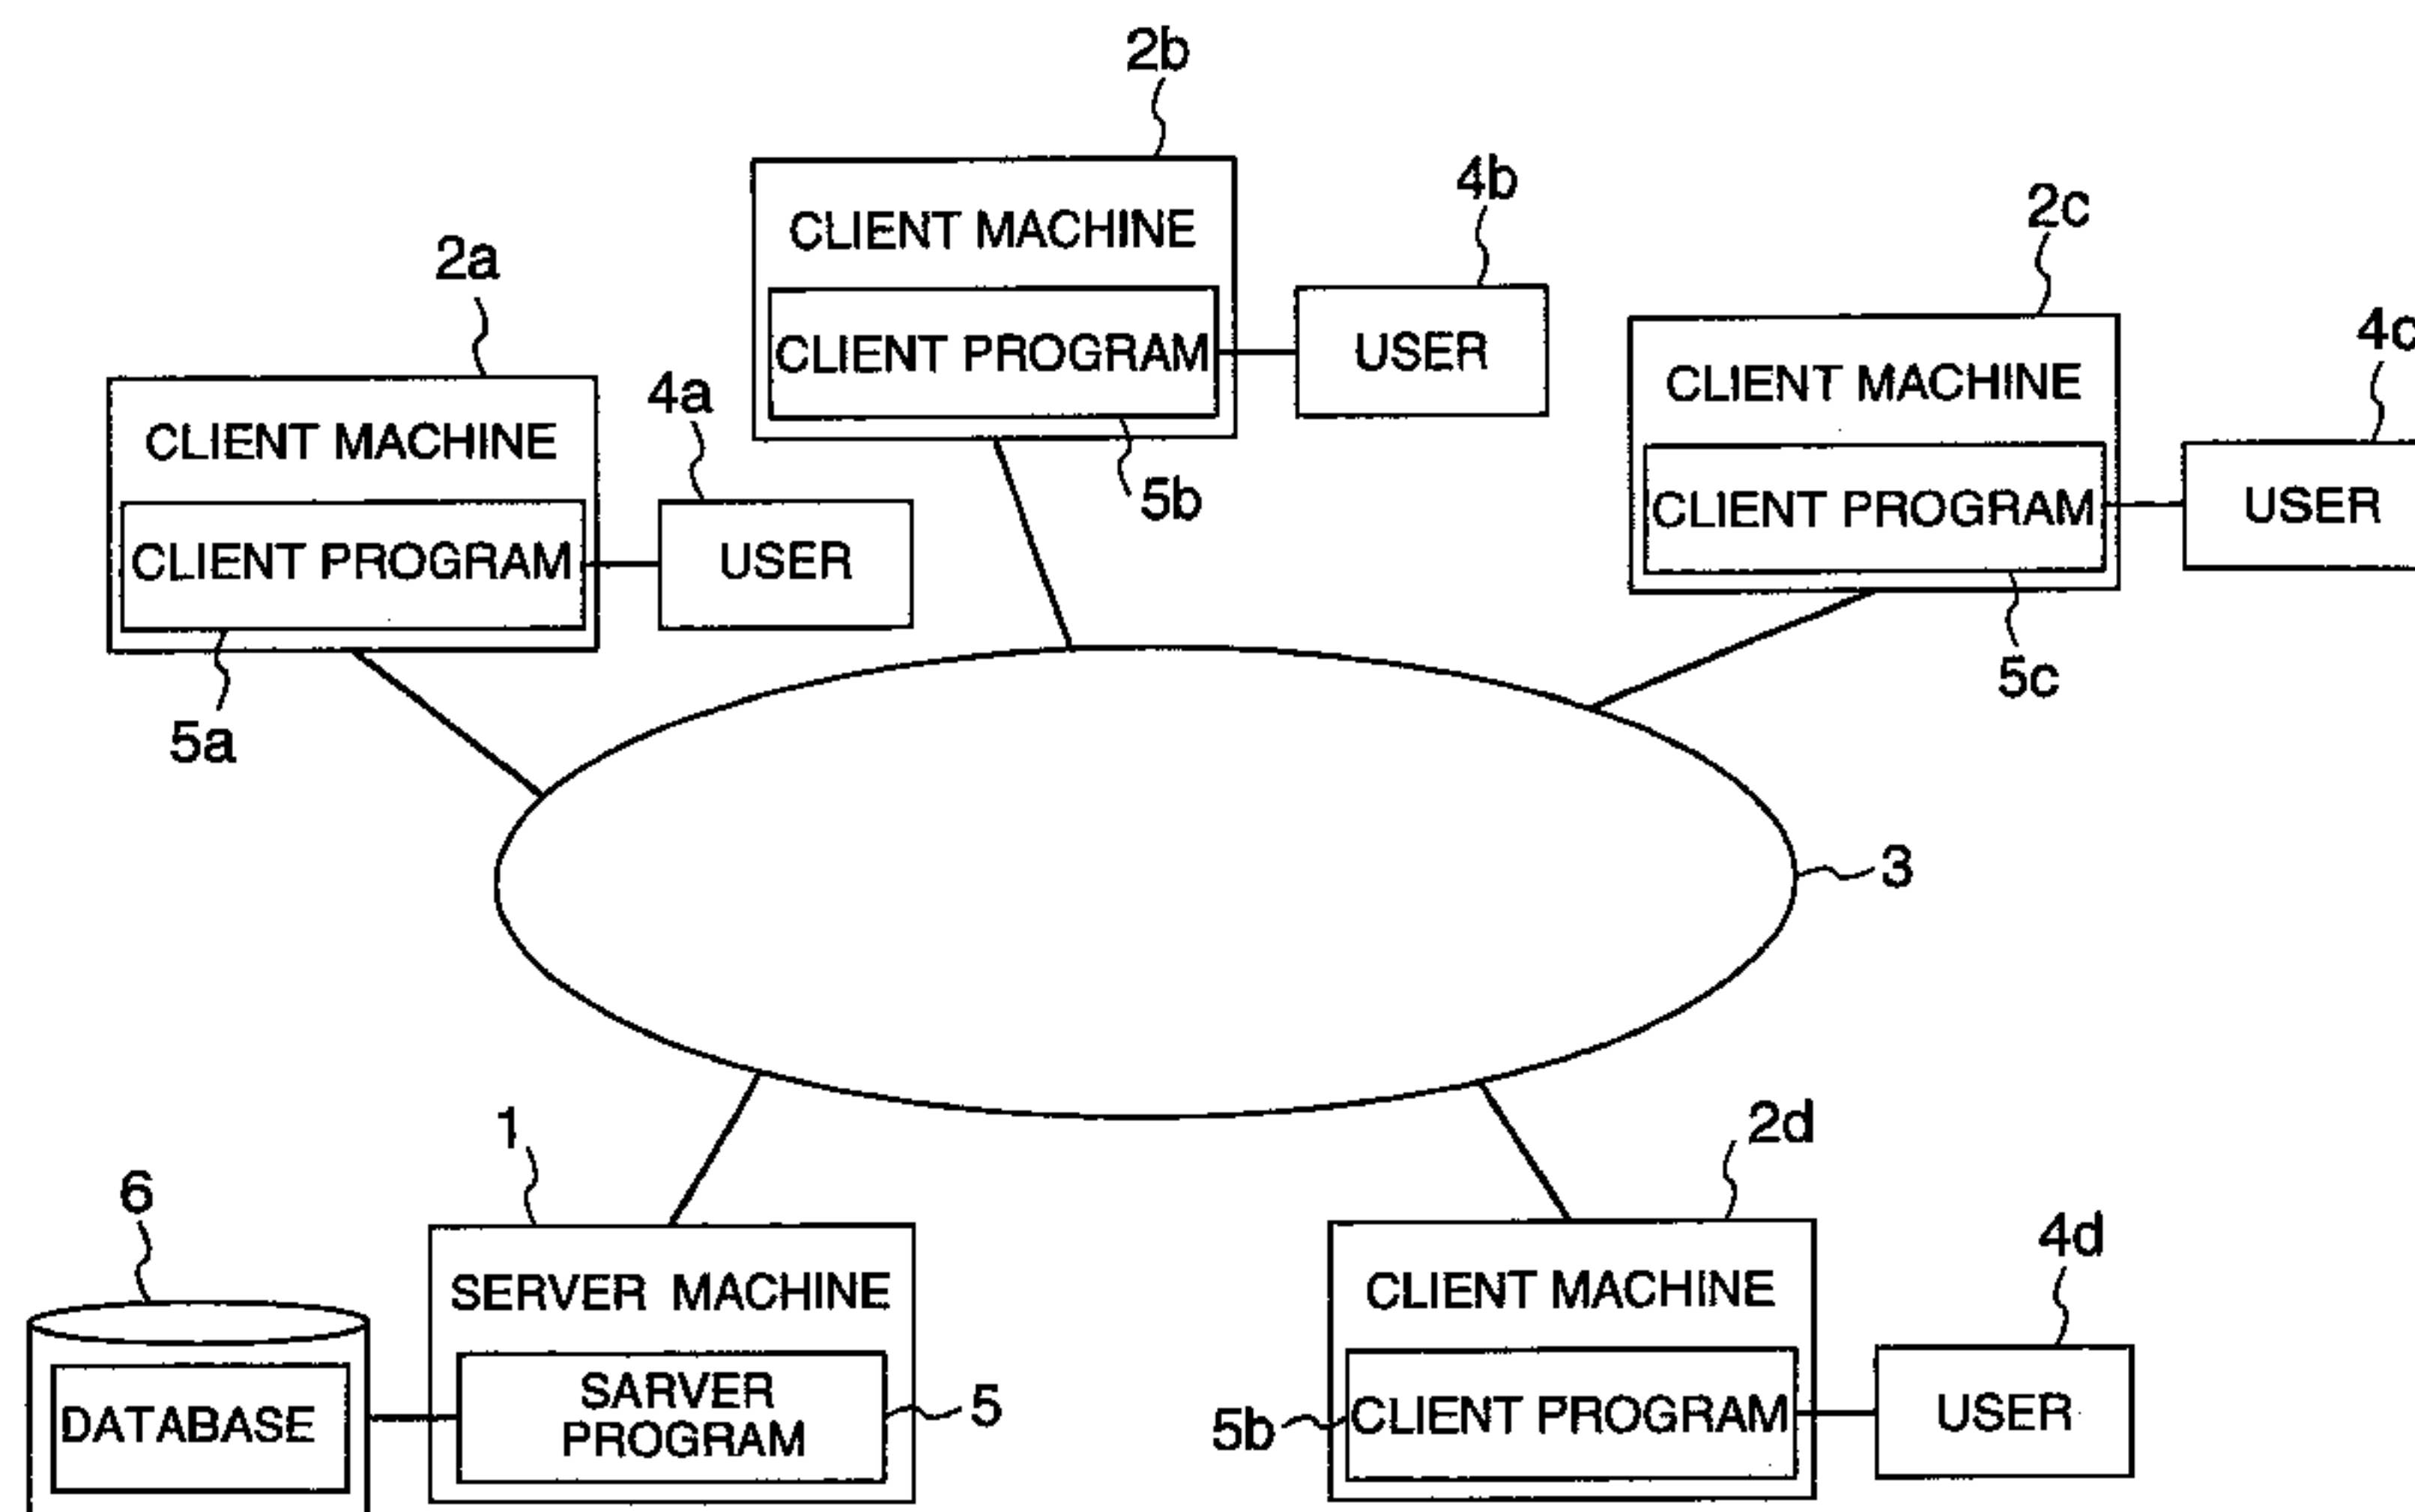 2b
4b
2c
2a
CLIENT MACHINE
4c
4a
CLIENT PROGRAM
USER
CLIENT MACHINE
CLIENT MACHINE
5b
CLIENT PROGRAM
USER
CLIENT PROGRAM
USER
5c
5a
3
1
2d
6
4d
SERVER MACHINE
CLIENT MACHINE
SARVER
PROGRAM
5
DATABASE
5b
CLIENT PROGRAM
USER